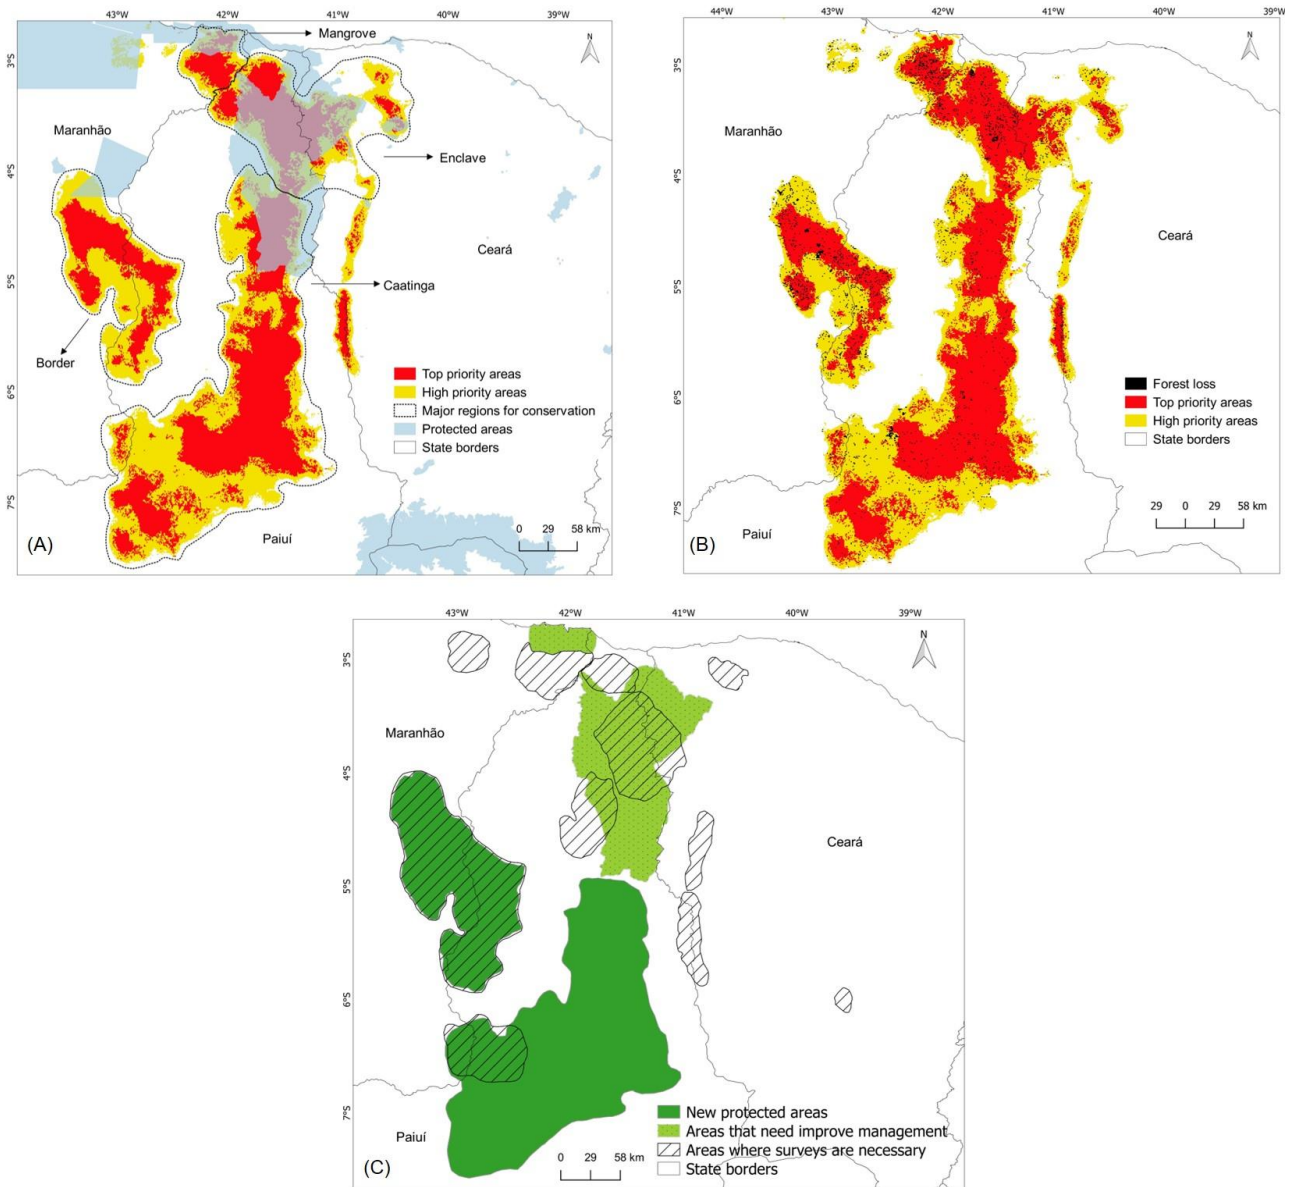 43°W 42°W 41°W 40°W 39°W
Mangrove
N
3°S
Maranhão
Enclave
4°S
Ceará
5°S
Caatinga
Border
Top priority areas
High priority areas
6°S
Major regions for conservation
Protected areas
State borders
7°S
0 29 58 km
Paiuí
(A)
44°W 43°W 42°W 41°W 40°W 39°W
N
3°S
Maranhão
4°S
Ceará
5°S
Forest loss
6°S
Top priority areas
High priority areas
State borders
7°S
29 0 29 58 km
Paiuí
(B)
43°W 42°W 41°W 40°W 39°W
N
3°S
Maranhão
4°S
Ceará
5°S
6°S
7°S
New protected areas
Areas that need improve management
Paiuí
Areas where surveys are necessary
0 29 58 km
State borders
(C)